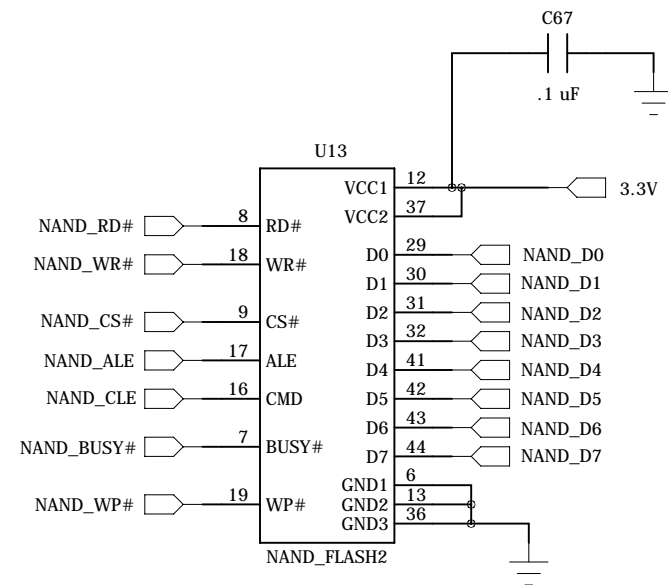 C67
.1 uF
U13
VCC1 12 3.3V
VCC2 37
NAND_RD# 8 RD#
NAND_WR# 18 WR#
D0 29 NAND_D0
D1 30 NAND_D1
NAND_CS# 9 CS#
D2 31 NAND_D2
D3 32 NAND_D3
NAND_ALE 17 ALE
D4 41 NAND_D4
NAND_CLE 16 CMD
D5 42 NAND_D5
D6 43 NAND_D6
NAND_BUSY# 7 BUSY#
D7 44 NAND_D7
GND1 6
NAND_WP# 19 WP#
GND2 13
GND3 36
NAND_FLASH2